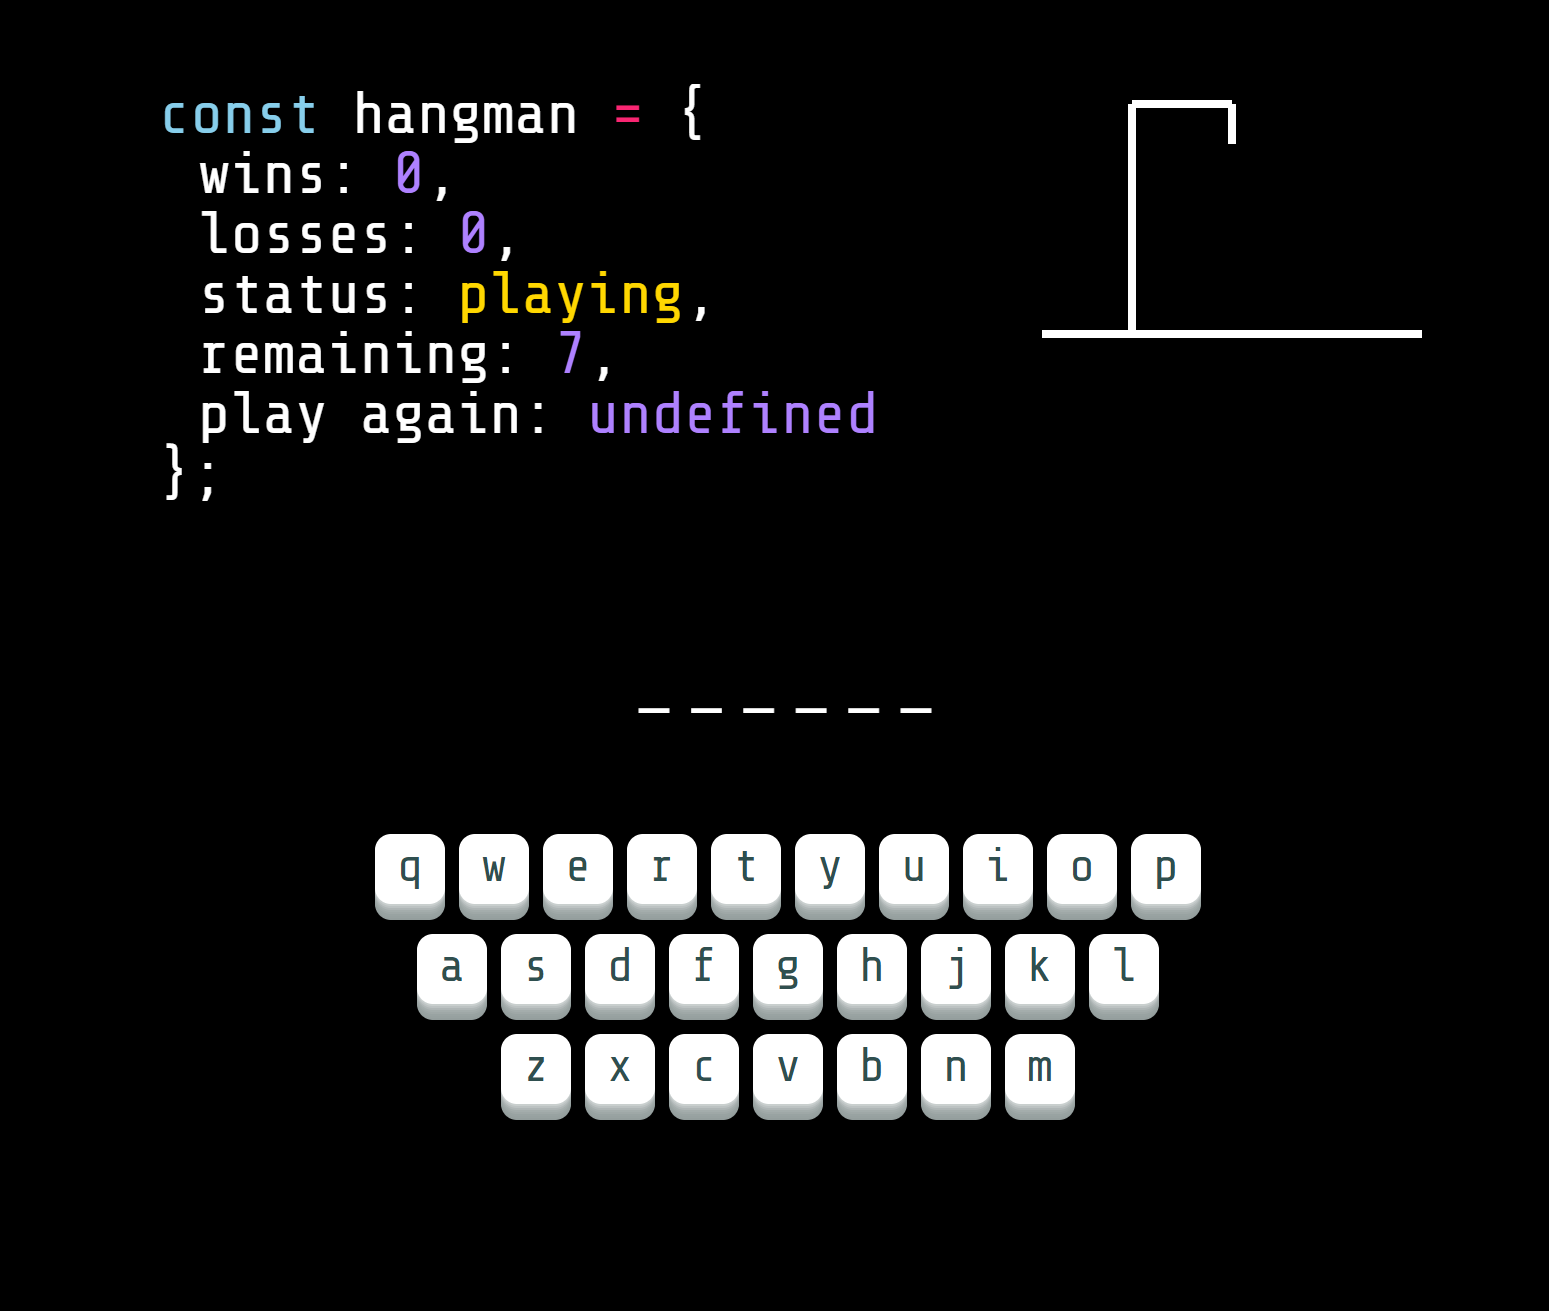 const hangman = {
wins: 0,
losses: 0,
status: playing,
remaining: 7,
play again: undefined
};
_ _ _ _ _ _
q w e r t y u i o p
a s d f g h j k l
z x c v b n m